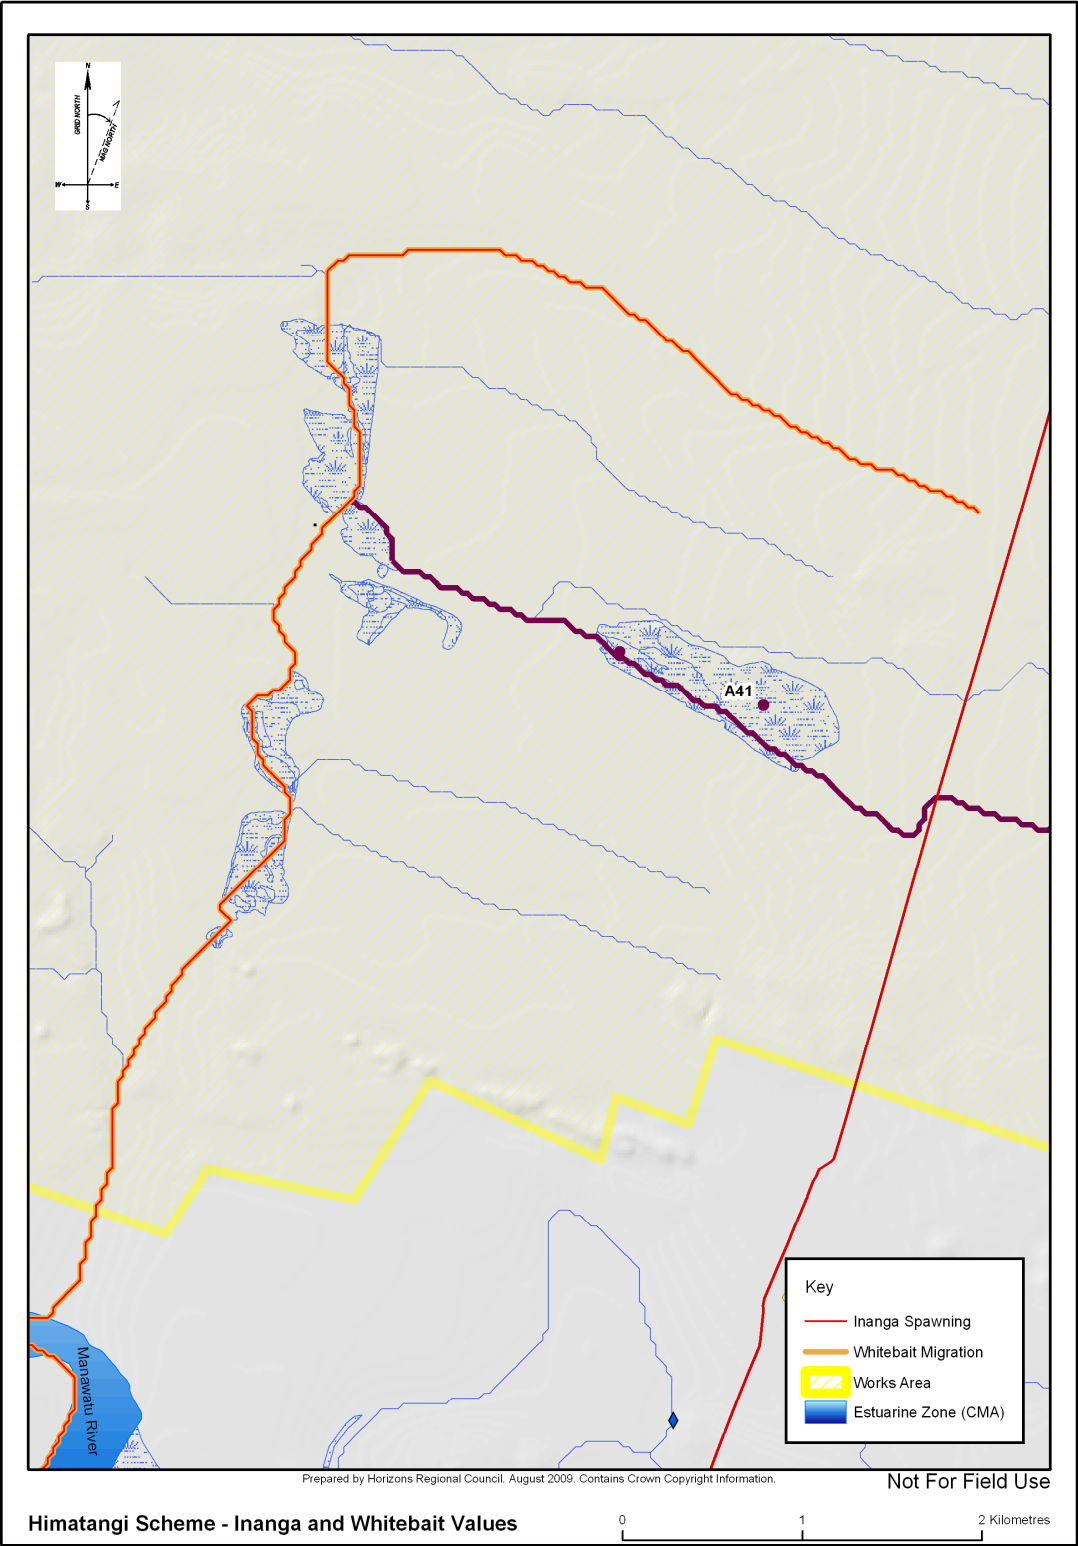 N
GRID NORTH
MAG NORTH
W
E
S
A41
Manawatu River
Key
Inanga Spawning
Whitebait Migration
Works Area
Estuarine Zone (CMA)
Prepared by Horizons Regional Council. August 2009. Contains Crown Copyright Information.
Not For Field Use
Himatangi Scheme - Inanga and Whitebait Values
0 1 2 Kilometres